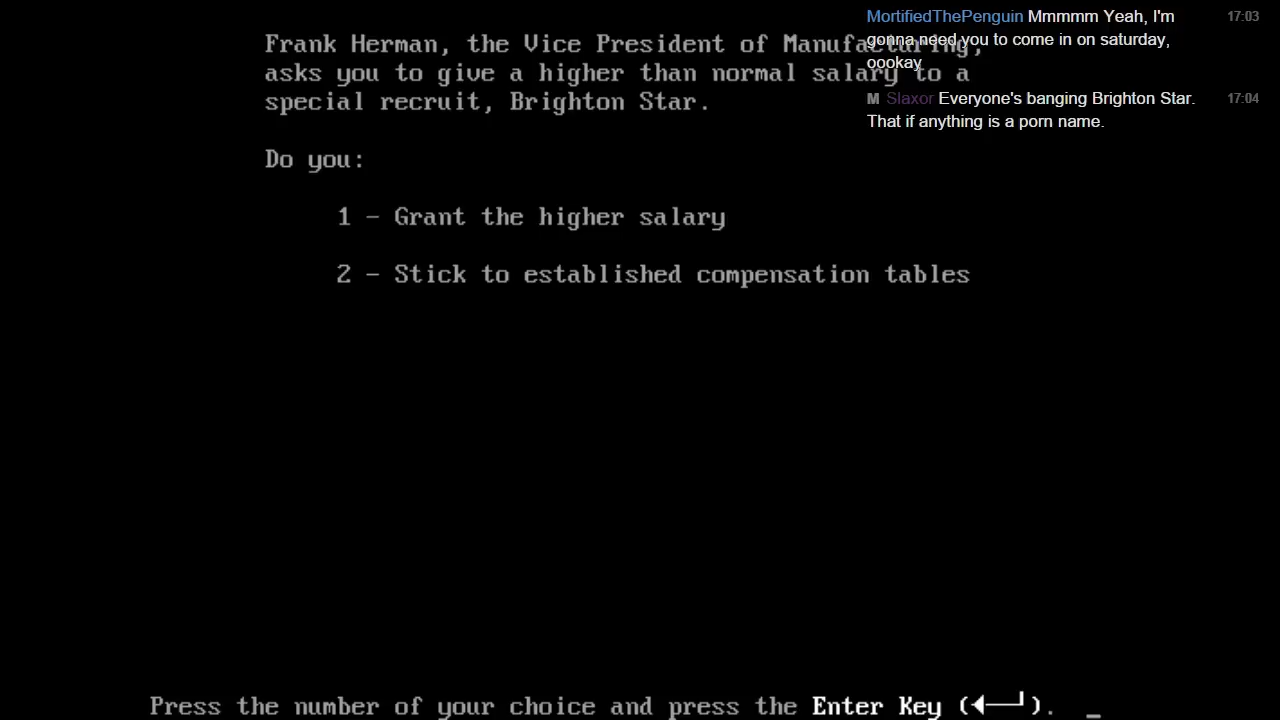 Frank Herman, the Vice President of Manufacturing,
asks you to give a higher than normal salary to a
special recruit, Brighton Star.
Do you:
1 - Grant the higher salary
2 - Stick to established compensation tables
Press the number of your choice and press the Enter Key (◄─┘). _
MortifiedThePenguin Mmmmm Yeah, I'm 17:03
gonna need you to come in on saturday,
oookay
M Slaxor Everyone's banging Brighton Star. 17:04
That if anything is a porn name.